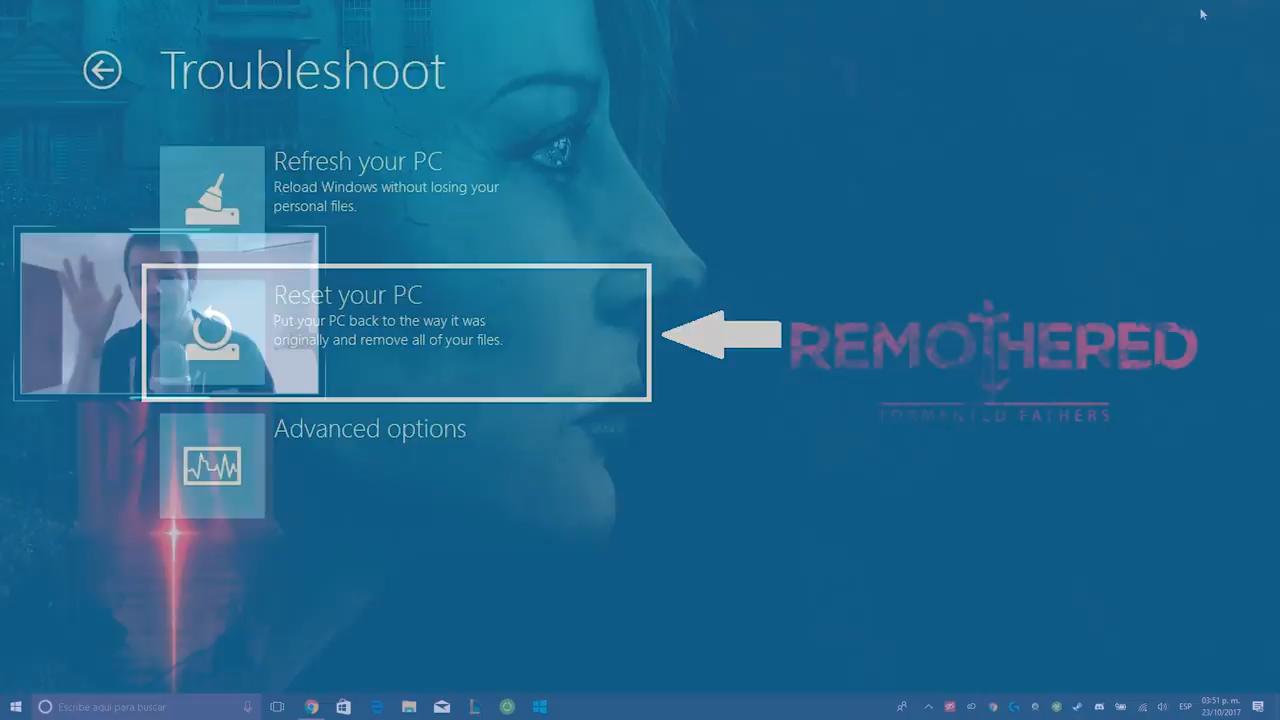 Troubleshoot
Refresh your PC
Reload Windows without losing your
personal files.
Reset your PC
Put your PC back to the way it was
originally and remove all of your files.
Advanced options
REMOTHERED
TORMENTED FATHERS
Escribe aquí para buscar
ESP
03:51 p. m.
23/10/2017